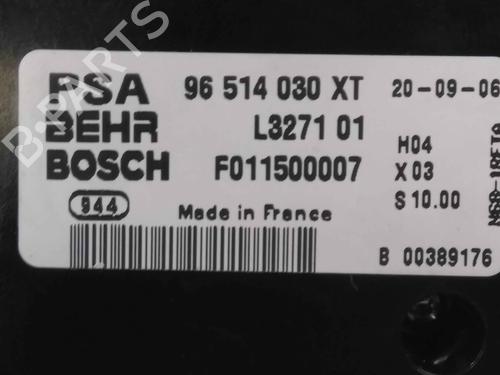 PSA 96 514 030 XT 20-09-06
BEHR L3271 01 H04
BOSCH F011500007 X03
944 Made in France S 10.00
B 00389176
B-PARTS